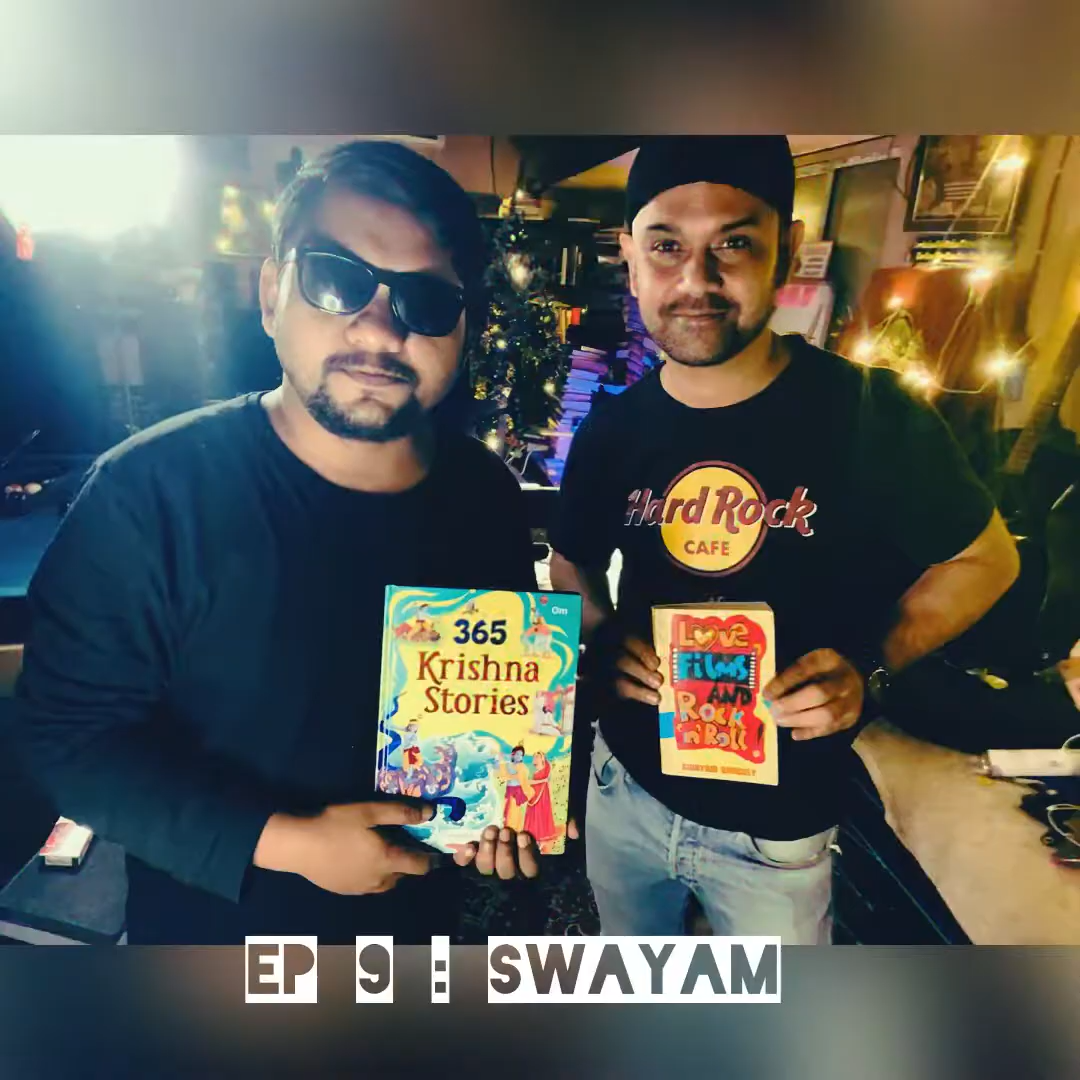 Hard Rock
CAFE
Om
365
Krishna
Stories
LOVE,
FILMS
AND
ROCK
'n' ROLL!
EP 9 : SWAYAM